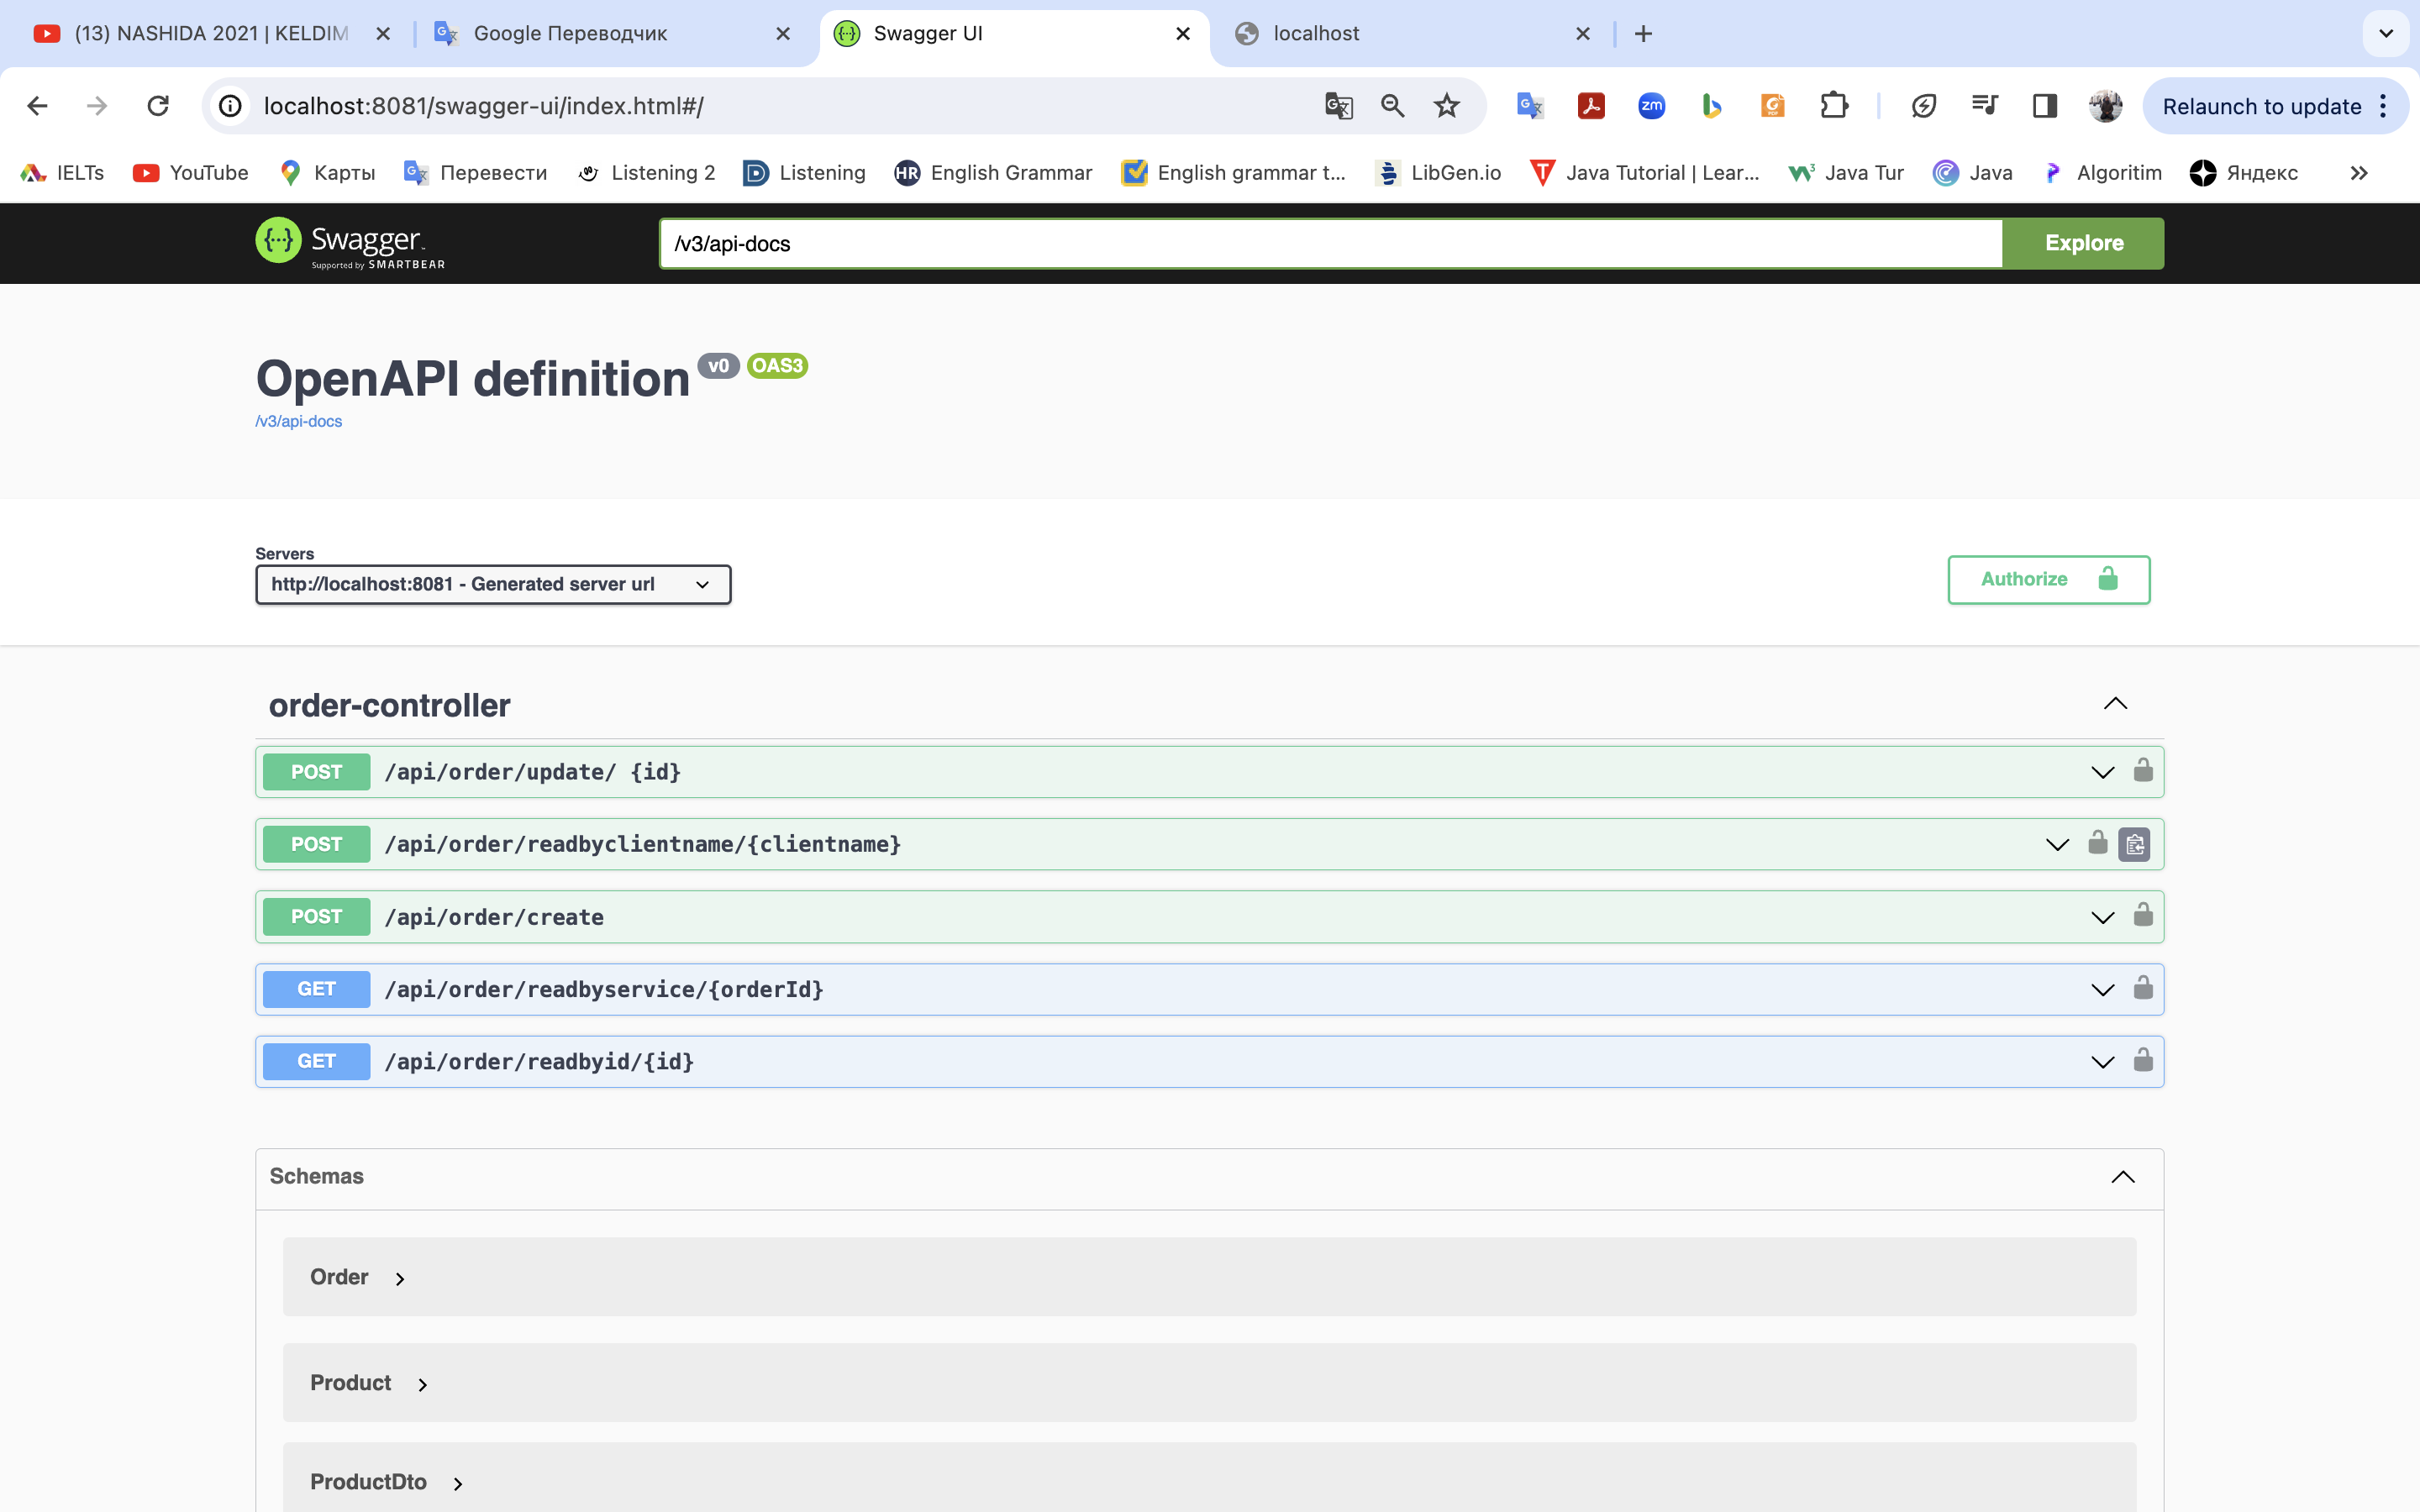 (13) NASHIDA 2021 | KELDIM
Google Переводчик
Swagger UI
localhost
localhost:8081/swagger-ui/index.html#/
zm
Relaunch to update
IELTs
YouTube
Карты
Перевести
Listening 2
Listening
HR
English Grammar
English grammar t...
LibGen.io
Java Tutorial | Lear...
Java Tur
Java
Algoritim
Яндекс
Swagger
Supported by SMARTBEAR
/v3/api-docs
Explore
OpenAPI definition v0 OAS3
/v3/api-docs
Servers
http://localhost:8081 - Generated server url
Authorize
order-controller
POST /api/order/update/ {id}
POST /api/order/readbyclientname/{clientname}
POST /api/order/create
GET /api/order/readbyservice/{orderId}
GET /api/order/readbyid/{id}
Schemas
Order
Product
ProductDto